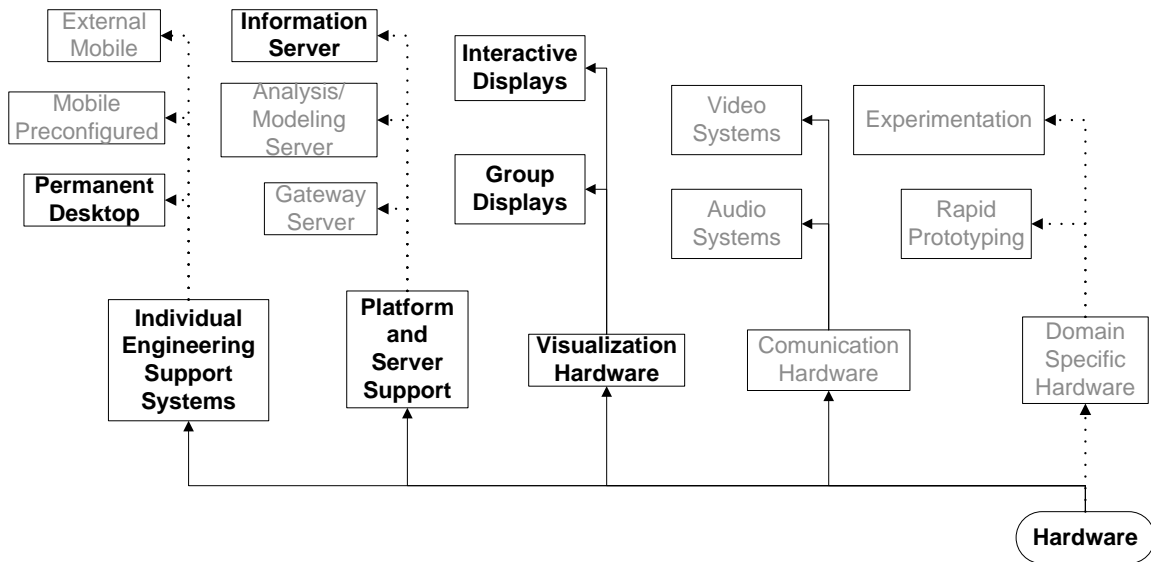 External
Mobile
Mobile
Preconfigured
Permanent
Desktop
Individual
Engineering
Support
Systems
Information
Server
Analysis/
Modeling
Server
Gateway
Server
Platform
and
Server
Support
Interactive
Displays
Group
Displays
Visualization
Hardware
Video
Systems
Audio
Systems
Comunication
Hardware
Experimentation
Rapid
Prototyping
Domain
Specific
Hardware
Hardware